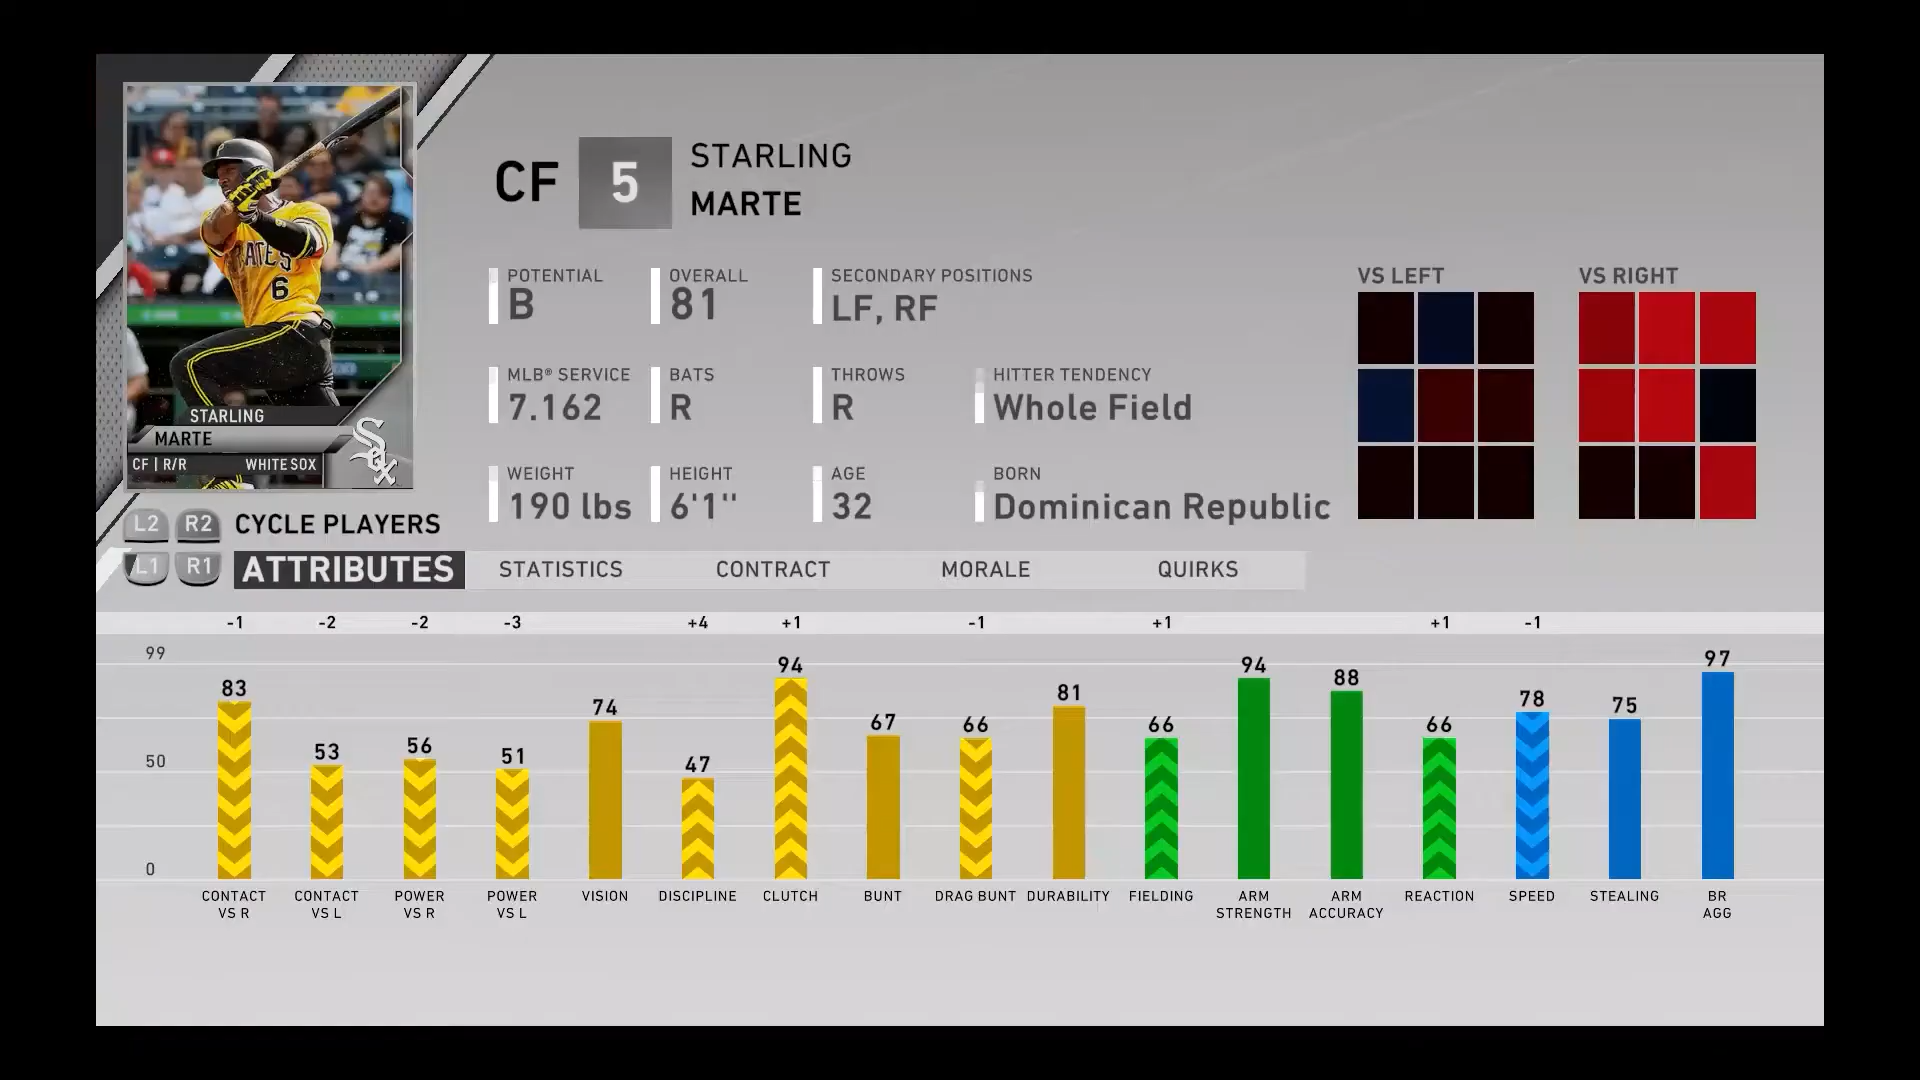 CF 5 STARLING
MARTE
POTENTIAL OVERALL SECONDARY POSITIONS
B 81 LF, RF
MLB® SERVICE BATS THROWS HITTER TENDENCY
7.162 R R Whole Field
WEIGHT HEIGHT AGE BORN
190 lbs 6'1" 32 Dominican Republic
VS LEFT VS RIGHT
RATES
6
STARLING
MARTE
CF | R/R WHITE SOX
Sox
L2 R2 CYCLE PLAYERS
L1 R1 ATTRIBUTES STATISTICS CONTRACT MORALE QUIRKS
-1 -2 -2 -3 +4 +1 -1 +1 +1 -1
99
50
0
83 53 56 51 74 47 94 67 66 81 66 94 88 66 78 75 97
CONTACT VS R
CONTACT VS L
POWER VS R
POWER VS L
VISION
DISCIPLINE
CLUTCH
BUNT
DRAG BUNT
DURABILITY
FIELDING
ARM STRENGTH
ARM ACCURACY
REACTION
SPEED
STEALING
BR AGG